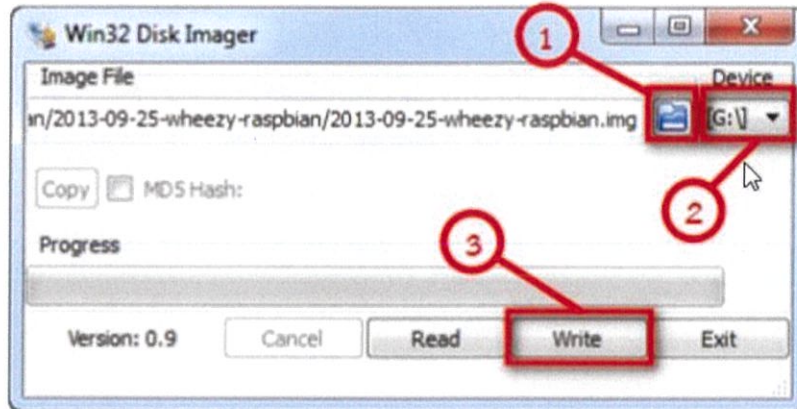 Win32 Disk Imager
1
Image File
Device
an/2013-09-25-wheezy-raspbian/2013-09-25-wheezy-raspbian.img
[G:\]
Copy
MD5 Hash:
2
Progress
3
Version: 0.9
Cancel
Read
Write
Exit